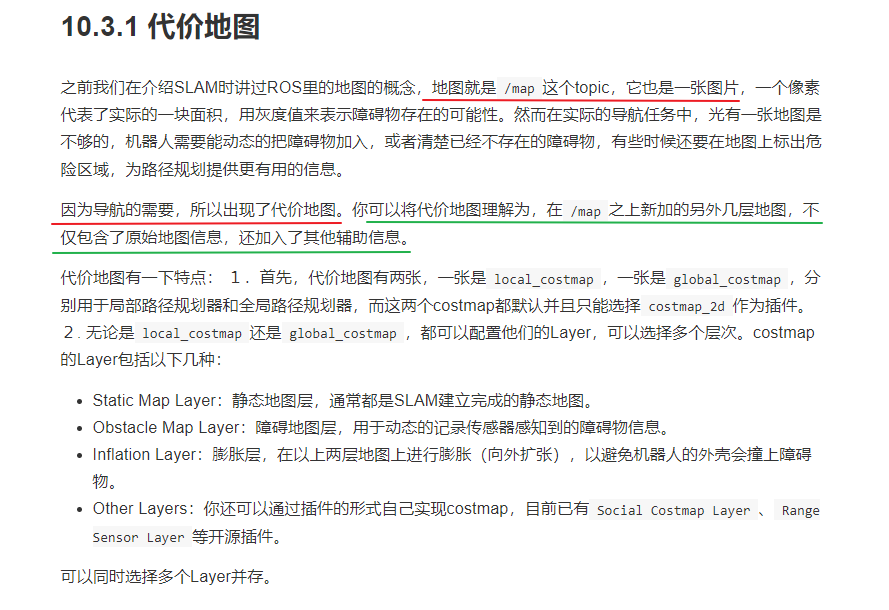 10.3.1 代价地图
之前我们在介绍SLAM时讲过ROS里的地图的概念，地图就是 /map 这个topic，它也是一张图片，一个像素
代表了实际的一块面积，用灰度值来表示障碍物存在的可能性。然而在实际的导航任务中，光有一张地图是
不够的，机器人需要能动态的把障碍物加入，或者清楚已经不存在的障碍物，有些时候还要在地图上标出危
险区域，为路径规划提供更有用的信息。
因为导航的需要，所以出现了代价地图。你可以将代价地图理解为，在 /map 之上新加的另外几层地图，不
仅包含了原始地图信息，还加入了其他辅助信息。
代价地图有一下特点： １．首先，代价地图有两张，一张是 local_costmap ，一张是 global_costmap ，分
别用于局部路径规划器和全局路径规划器，而这两个costmap都默认并且只能选择 costmap_2d 作为插件。
２. 无论是 local_costmap 还是 global_costmap ，都可以配置他们的Layer，可以选择多个层次。costmap
的Layer包括以下几种：
• Static Map Layer：静态地图层，通常都是SLAM建立完成的静态地图。
• Obstacle Map Layer：障碍地图层，用于动态的记录传感器感知到的障碍物信息。
• Inflation Layer：膨胀层，在以上两层地图上进行膨胀（向外扩张），以避免机器人的外壳会撞上障碍
物。
• Other Layers：你还可以通过插件的形式自己实现costmap，目前已有 Social Costmap Layer 、 Range
Sensor Layer 等开源插件。
可以同时选择多个Layer并存。